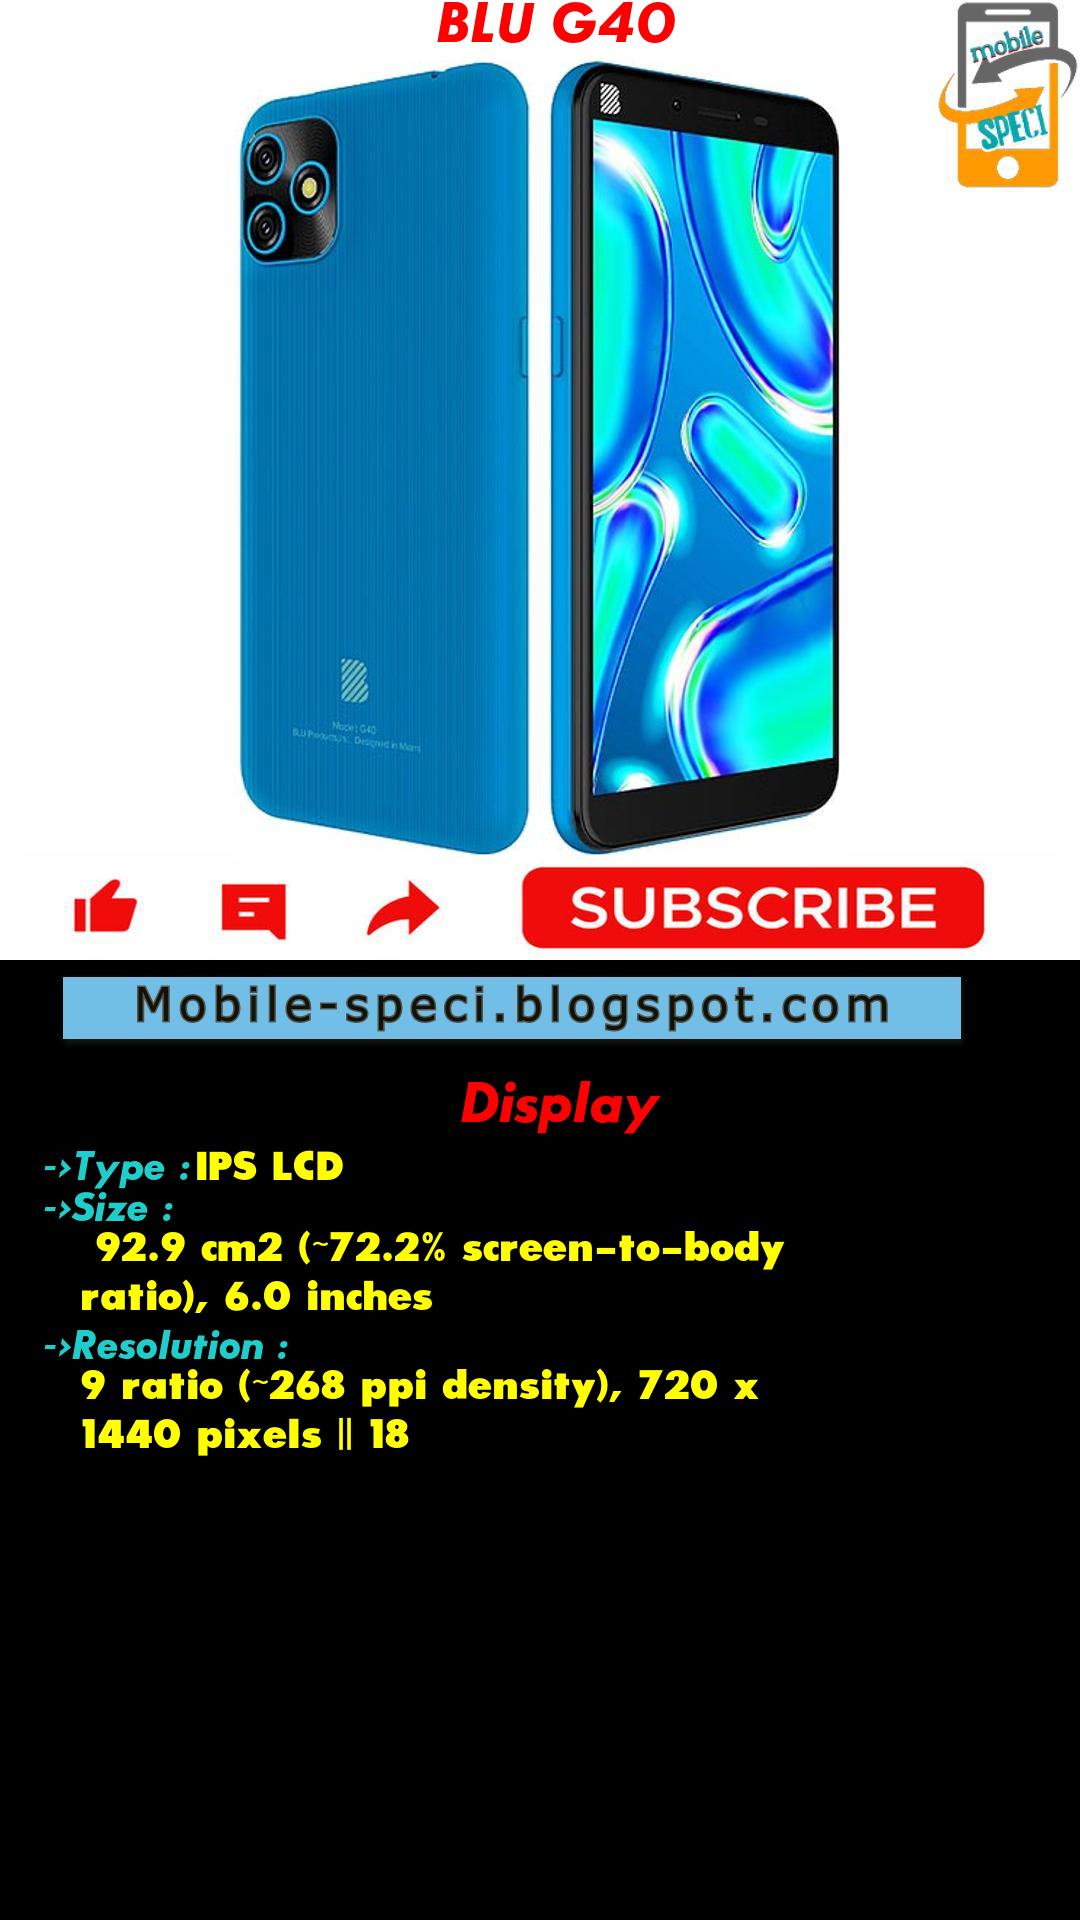 BLU G40
mobile
SPECI
Model: G40
BLU Products,Inc. Designed in Miami
SUBSCRIBE
Mobile-speci.blogspot.com
Display
->Type : IPS LCD
->Size :
92.9 cm2 (~72.2% screen-to-body
ratio), 6.0 inches
->Resolution :
9 ratio (~268 ppi density), 720 x
1440 pixels || 18